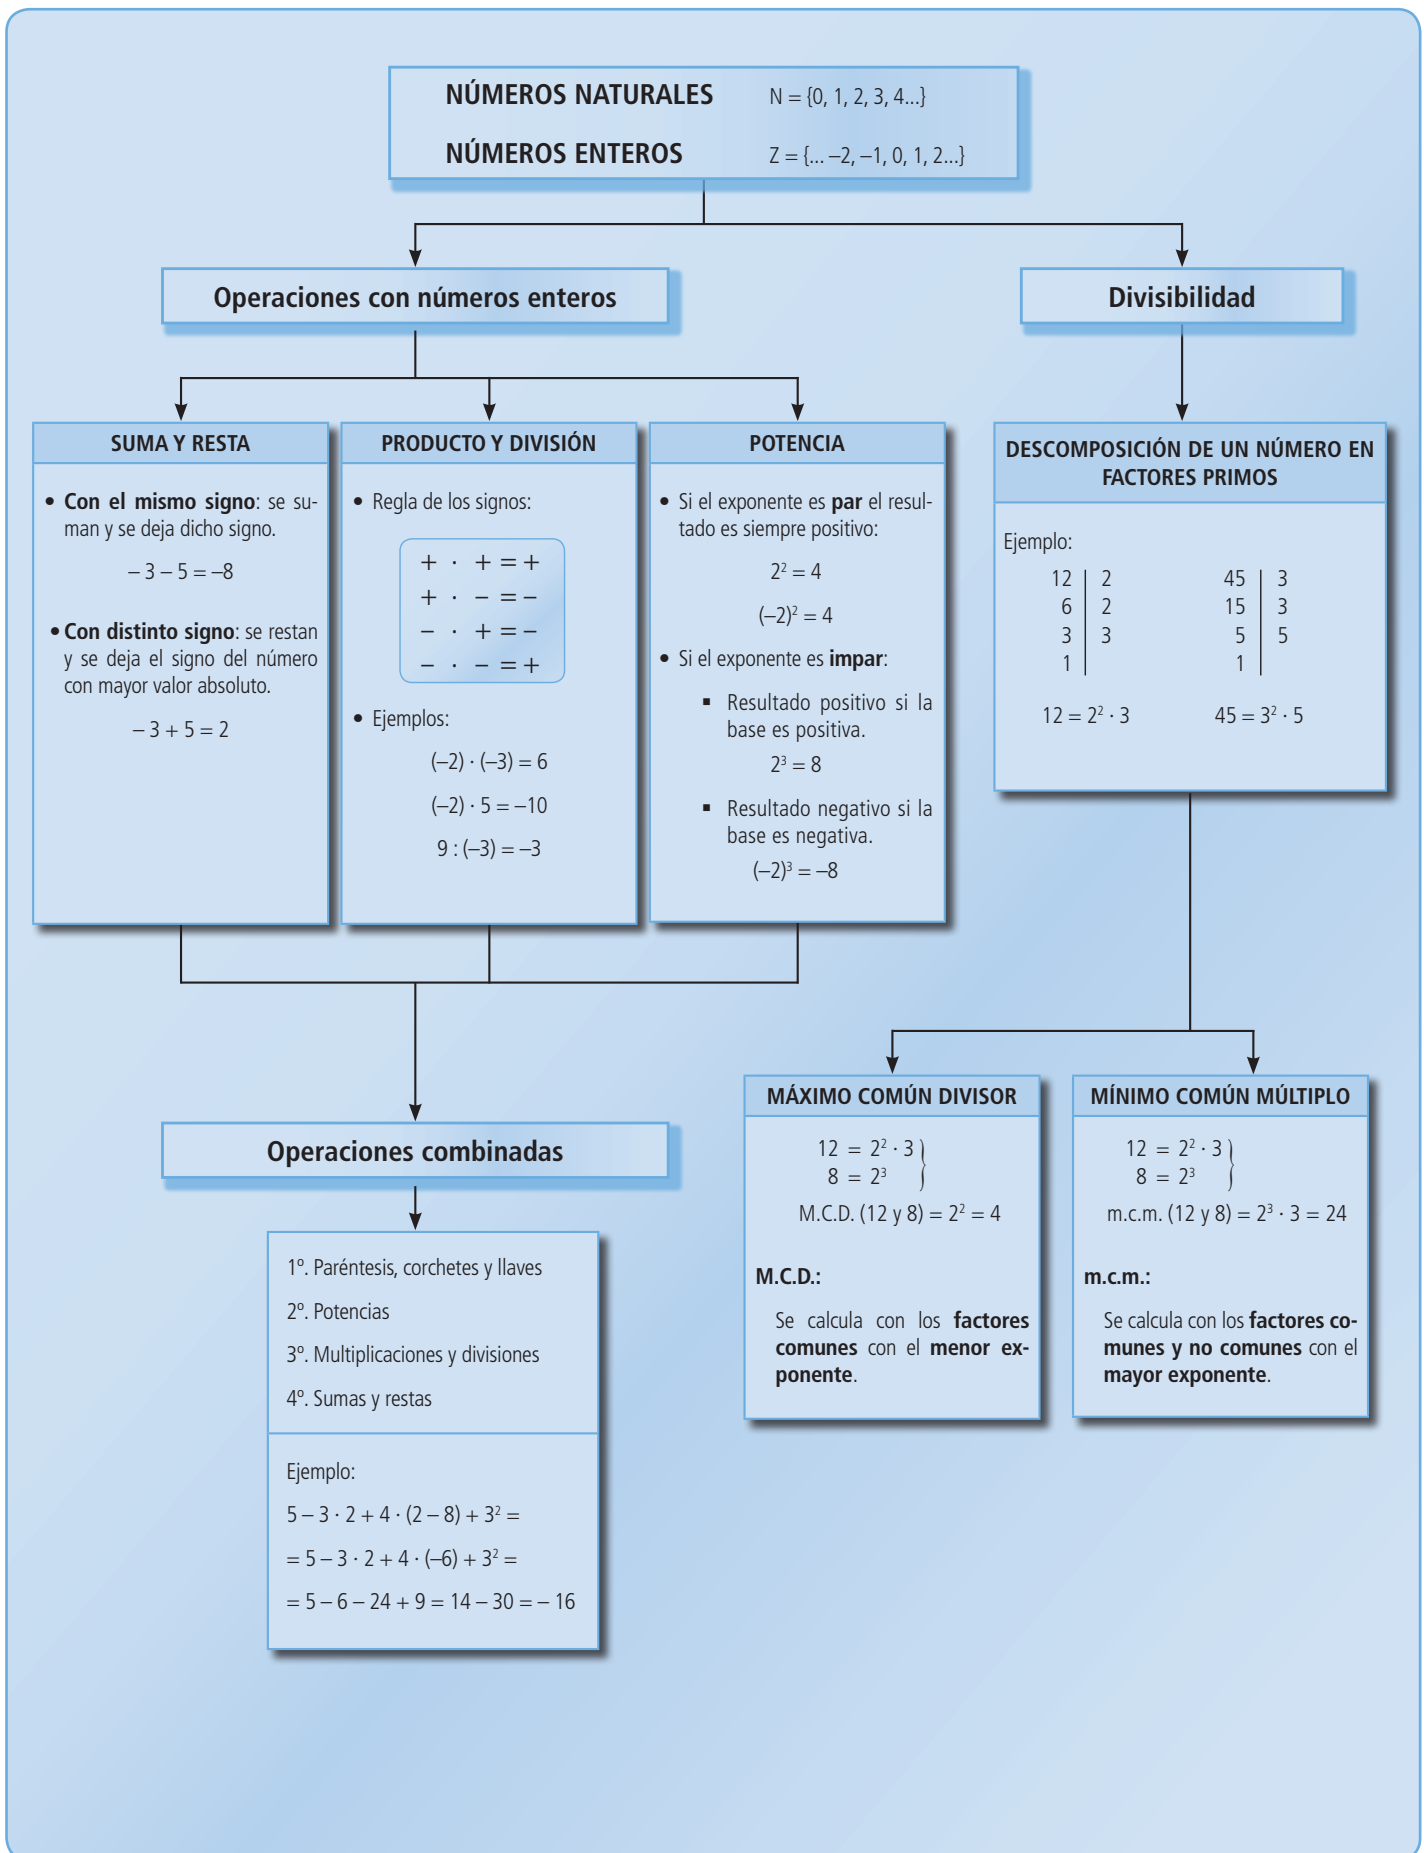 NÚMEROS NATURALES N = {0, 1, 2, 3, 4...}
NÚMEROS ENTEROS Z = {... –2, –1, 0, 1, 2...}
Operaciones con números enteros
Divisibilidad
SUMA Y RESTA
• Con el mismo signo: se su-
man y se deja dicho signo.
– 3 – 5 = –8
• Con distinto signo: se restan
y se deja el signo del número
con mayor valor absoluto.
– 3 + 5 = 2
PRODUCTO Y DIVISIÓN
• Regla de los signos:
+ · + = +
+ · – = –
– · + = –
– · – = +
• Ejemplos:
(–2) · (–3) = 6
(–2) · 5 = –10
9 : (–3) = –3
POTENCIA
• Si el exponente es par el resul-
tado es siempre positivo:
2² = 4
(–2)² = 4
• Si el exponente es impar:
▪ Resultado positivo si la
base es positiva.
2³ = 8
▪ Resultado negativo si la
base es negativa.
(–2)³ = –8
DESCOMPOSICIÓN DE UN NÚMERO EN
FACTORES PRIMOS
Ejemplo:
12 | 2 45 | 3
6 | 2 15 | 3
3 | 3 5 | 5
1 | 1 |
12 = 2² · 3 45 = 3² · 5
Operaciones combinadas
1º. Paréntesis, corchetes y llaves
2º. Potencias
3º. Multiplicaciones y divisiones
4º. Sumas y restas
Ejemplo:
5 – 3 · 2 + 4 · (2 – 8) + 3² =
= 5 – 3 · 2 + 4 · (–6) + 3² =
= 5 – 6 – 24 + 9 = 14 – 30 = – 16
MÁXIMO COMÚN DIVISOR
12 = 2² · 3 }
8 = 2³
M.C.D. (12 y 8) = 2² = 4
M.C.D.:
Se calcula con los factores
comunes con el menor ex-
ponente.
MÍNIMO COMÚN MÚLTIPLO
12 = 2² · 3 }
8 = 2³
m.c.m. (12 y 8) = 2³ · 3 = 24
m.c.m.:
Se calcula con los factores co-
munes y no comunes con el
mayor exponente.